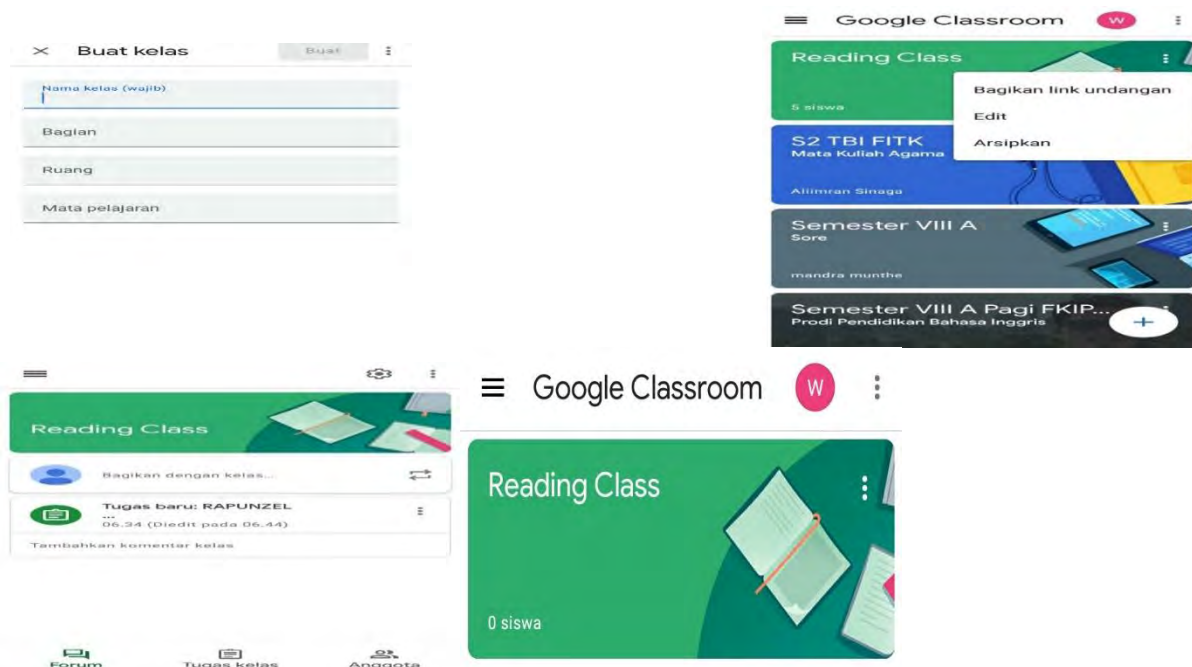 Buat kelas
Buat
Nama kelas (wajib)
Bagian
Ruang
Mata pelajaran
Google Classroom
W
Reading Class
5 siswa
Bagikan link undangan
Edit
Arsipkan
S2 TBI FITK
Mata Kuliah Agama
Aliimran Sinaga
Semester VIII A
Sore
mandra munthe
Semester VIII A Pagi FKIP...
Prodi Pendidikan Bahasa Inggris
Reading Class
Bagikan dengan kelas...
Tugas baru: RAPUNZEL
...
06.34 (Diedit pada 06.44)
Tambahkan komentar kelas
Forum
Tugas kelas
Anggota
Google Classroom
W
Reading Class
0 siswa